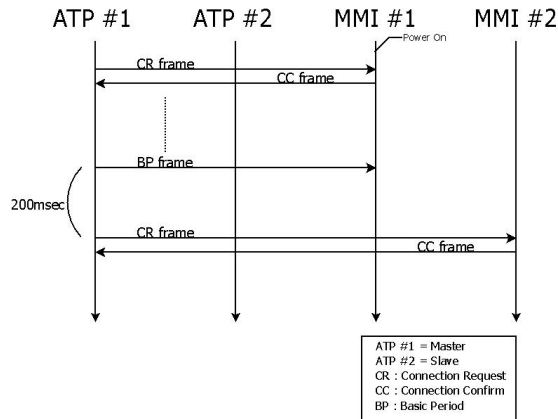 ATP #1 ATP #2 MMI #1 MMI #2
Power On
CR frame
CC frame
BP frame
200msec
CR frame
CC frame
ATP #1 = Master
ATP #2 = Slave
CR : Connection Request
CC : Connection Confirm
BP : Basic Period